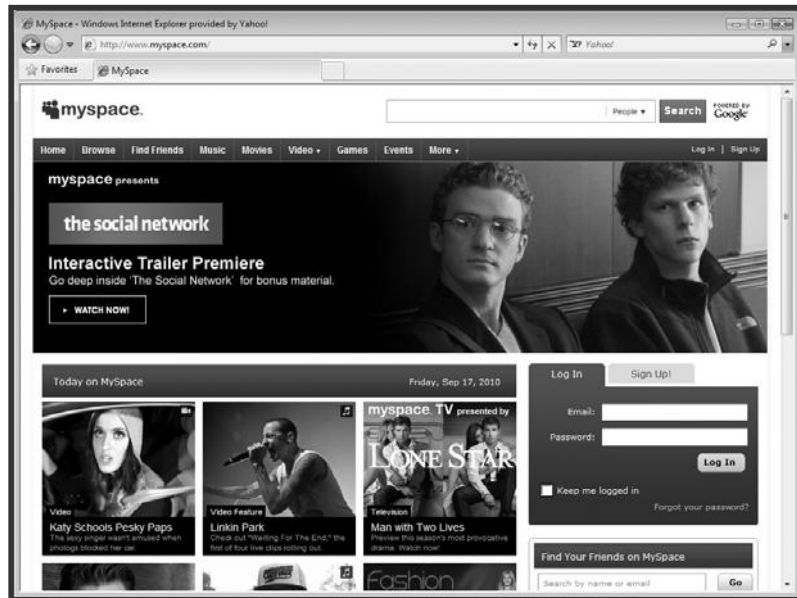 MySpace - Windows Internet Explorer provided by Yahoo!
http://www.myspace.com/
Yahoo!
Favorites
MySpace
myspace.
People
Search
POWERED BY
Google
Home Browse Find Friends Music Movies Video Games Events More
Log In | Sign Up
myspace presents
the social network
Interactive Trailer Premiere
Go deep inside 'The Social Network' for bonus material.
WATCH NOW!
Today on MySpace
Friday, Sep 17, 2010
Video
Katy Schools Pesky Paps
The sexy singer wasn't amused when
photogs blocked her car.
Video Feature
Linkin Park
Check out "Waiting For The End," the
first of four live clips rolling out.
myspace. TV presented by
LONE STAR
Television
Man with Two Lives
Preview this season's most provocative
drama. Watch now!
Fashion
Log In
Sign Up!
Email:
Password:
Log In
Keep me logged in
Forgot your password?
Find Your Friends on MySpace
Search by name or email
Go